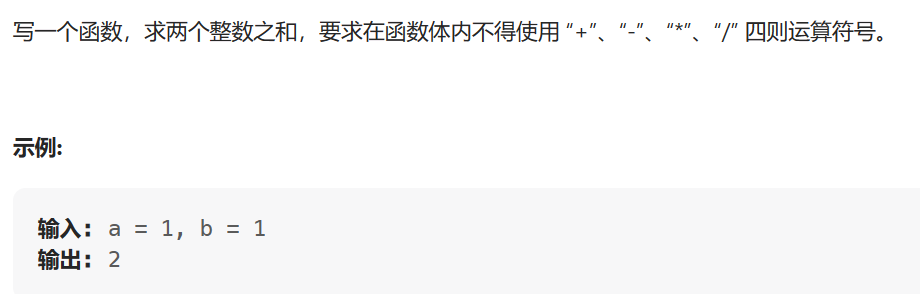 写一个函数，求两个整数之和，要求在函数体内不得使用 “+”、“-”、“*”、“/” 四则运算符号。
示例:
输入: a = 1, b = 1
输出: 2